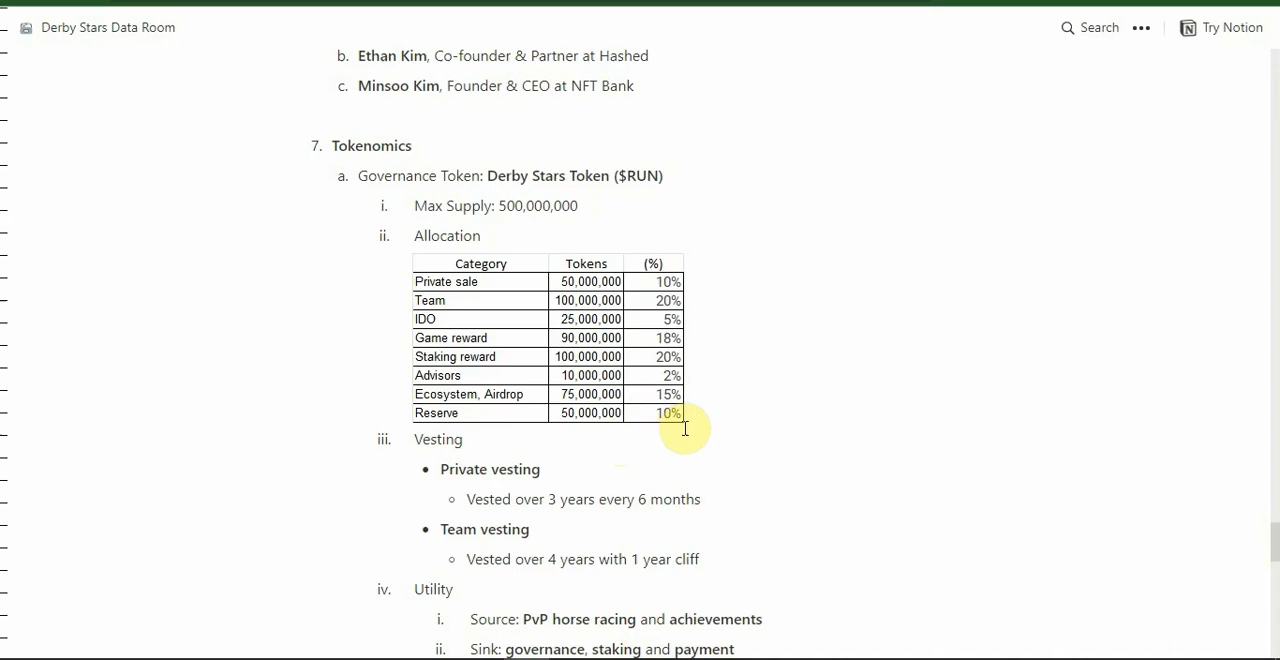 Derby Stars Data Room Search ••• Try Notion
b. Ethan Kim, Co-founder & Partner at Hashed
c. Minsoo Kim, Founder & CEO at NFT Bank
7. Tokenomics
a. Governance Token: Derby Stars Token ($RUN)
i. Max Supply: 500,000,000
ii. Allocation
Category Tokens (%)
Private sale 50,000,000 10%
Team 100,000,000 20%
IDO 25,000,000 5%
Game reward 90,000,000 18%
Staking reward 100,000,000 20%
Advisors 10,000,000 2%
Ecosystem, Airdrop 75,000,000 15%
Reserve 50,000,000 10%
iii. Vesting
• Private vesting
◦ Vested over 3 years every 6 months
• Team vesting
◦ Vested over 4 years with 1 year cliff
iv. Utility
i. Source: PvP horse racing and achievements
ii. Sink: governance, staking and payment